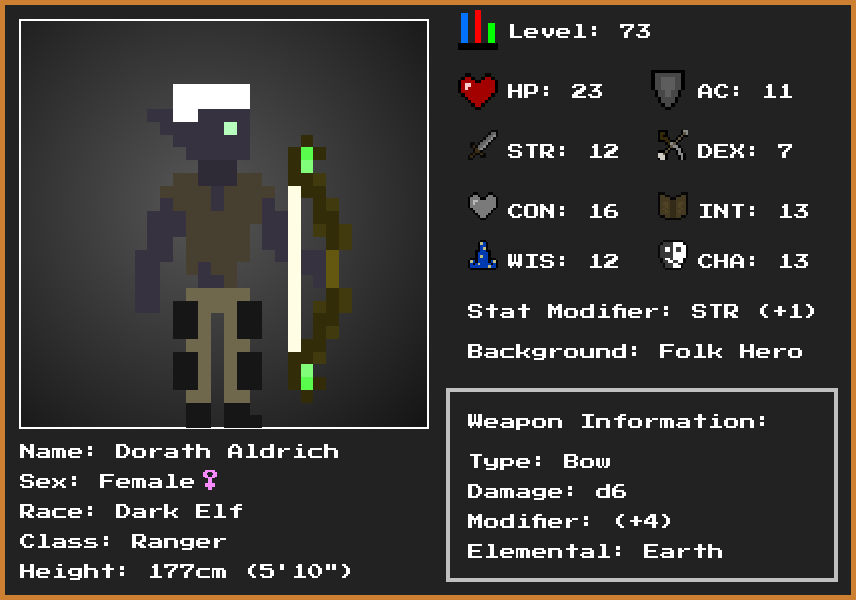 Level: 73
HP: 23
AC: 11
STR: 12
DEX: 7
CON: 16
INT: 13
WIS: 12
CHA: 13
Stat Modifier: STR (+1)
Background: Folk Hero
Weapon Information:
Type: Bow
Damage: d6
Modifier: (+4)
Elemental: Earth
Name: Dorath Aldrich
Sex: Female♀
Race: Dark Elf
Class: Ranger
Height: 177cm (5'10")